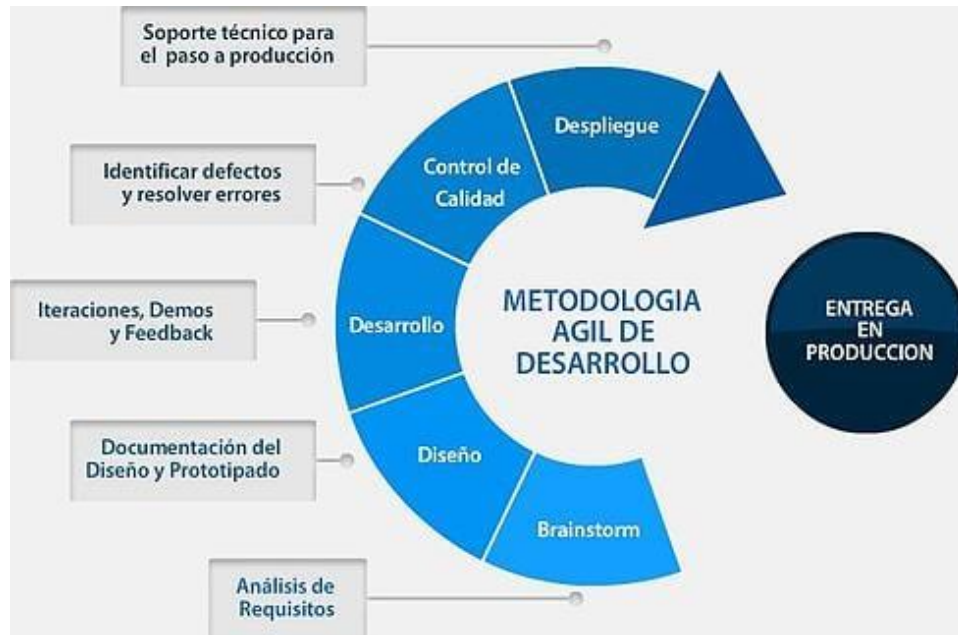 Soporte técnico para
el paso a producción
Despliegue
Identificar defectos
y resolver errores
Control de
Calidad
Iteraciones, Demos
y Feedback
Desarrollo
METODOLOGIA
AGIL DE
DESARROLLO
ENTREGA
EN
PRODUCCION
Documentación del
Diseño y Prototipado
Diseño
Brainstorm
Análisis de
Requisitos